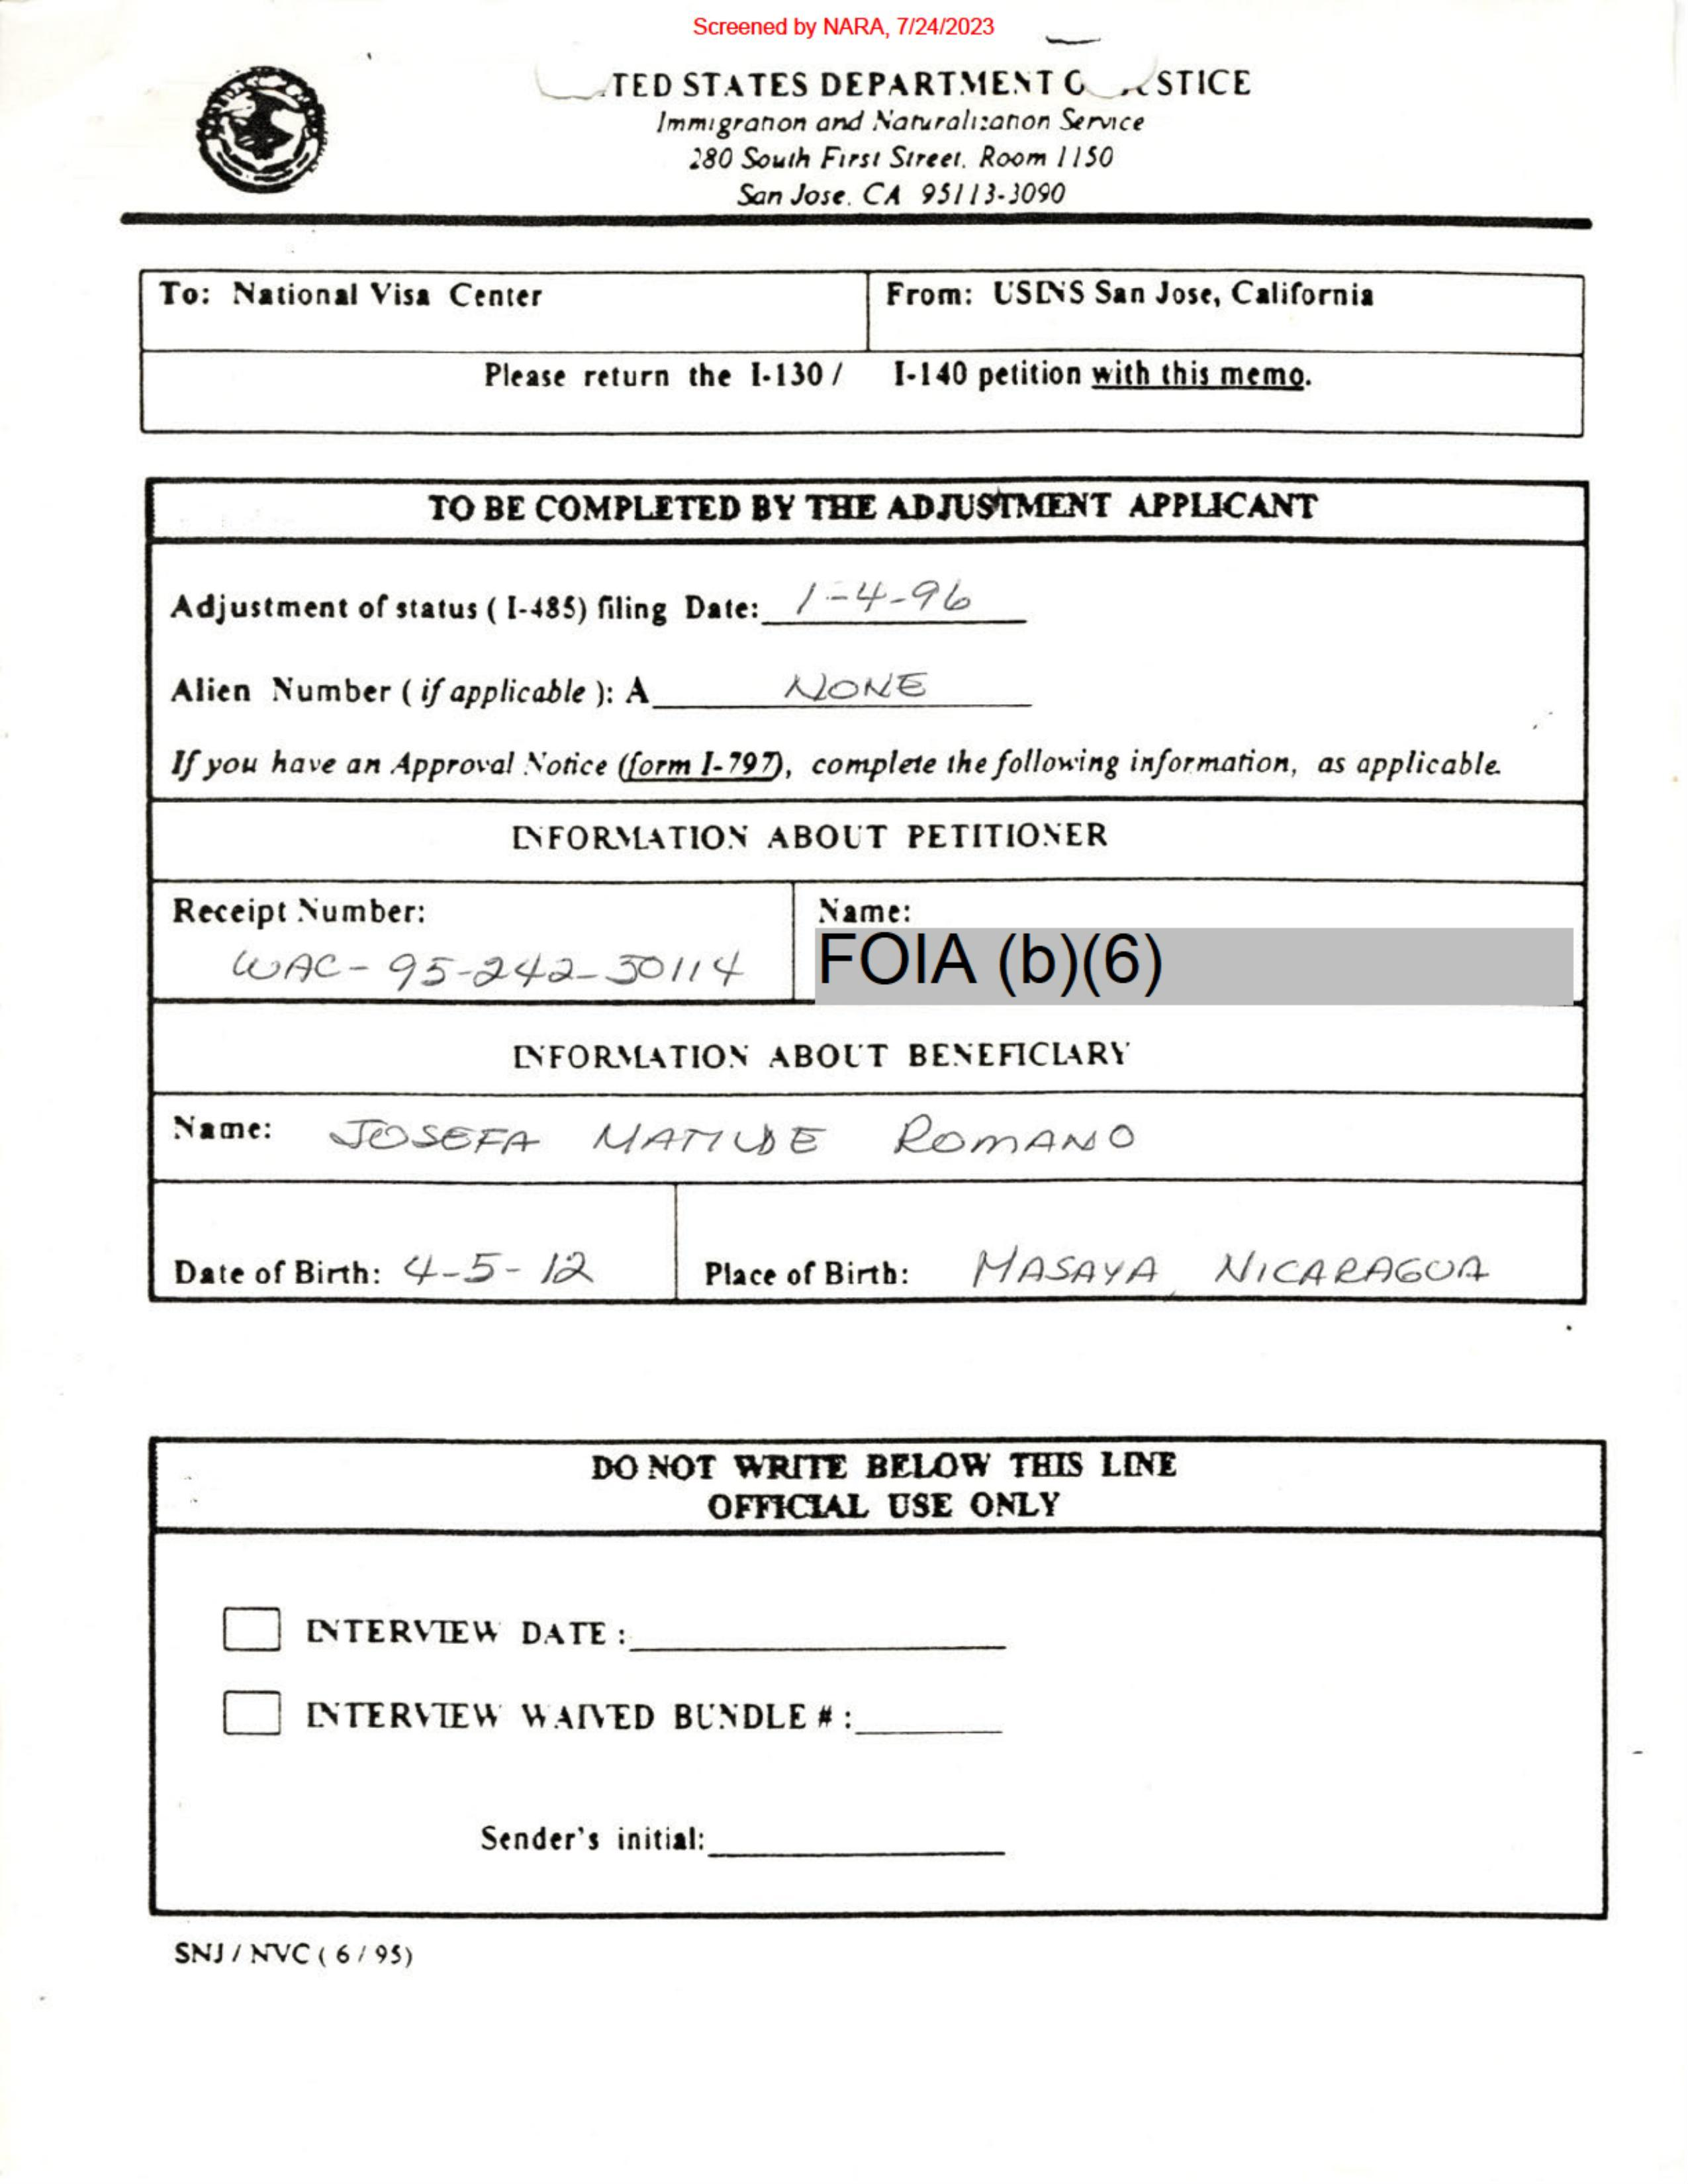 Screened by NARA, 7/24/2023
TED STATES DEPARTMENT O STICE
Immigration and Naturalization Service
280 South First Street, Room 1150
San Jose, CA 95113-3090
To: National Visa Center
From: USINS San Jose, California
Please return the I-130 / I-140 petition with this memo.
TO BE COMPLETED BY THE ADJUSTMENT APPLICANT
Adjustment of status ( I-485) filing Date: 1-4-96
Alien Number ( if applicable ): A NONE
If you have an Approval Notice (form I-797), complete the following information, as applicable.
INFORMATION ABOUT PETITIONER
Receipt Number:
WAC-95-242-50114
Name:
FOIA (b)(6)
INFORMATION ABOUT BENEFICIARY
Name: JOSEFA MATILDE ROMANO
Date of Birth: 4-5-12
Place of Birth: MASAYA NICARAGUA
DO NOT WRITE BELOW THIS LINE
OFFICIAL USE ONLY
INTERVIEW DATE :
INTERVIEW WAIVED BUNDLE # :
Sender's initial:
SNJ / NVC ( 6 / 95)